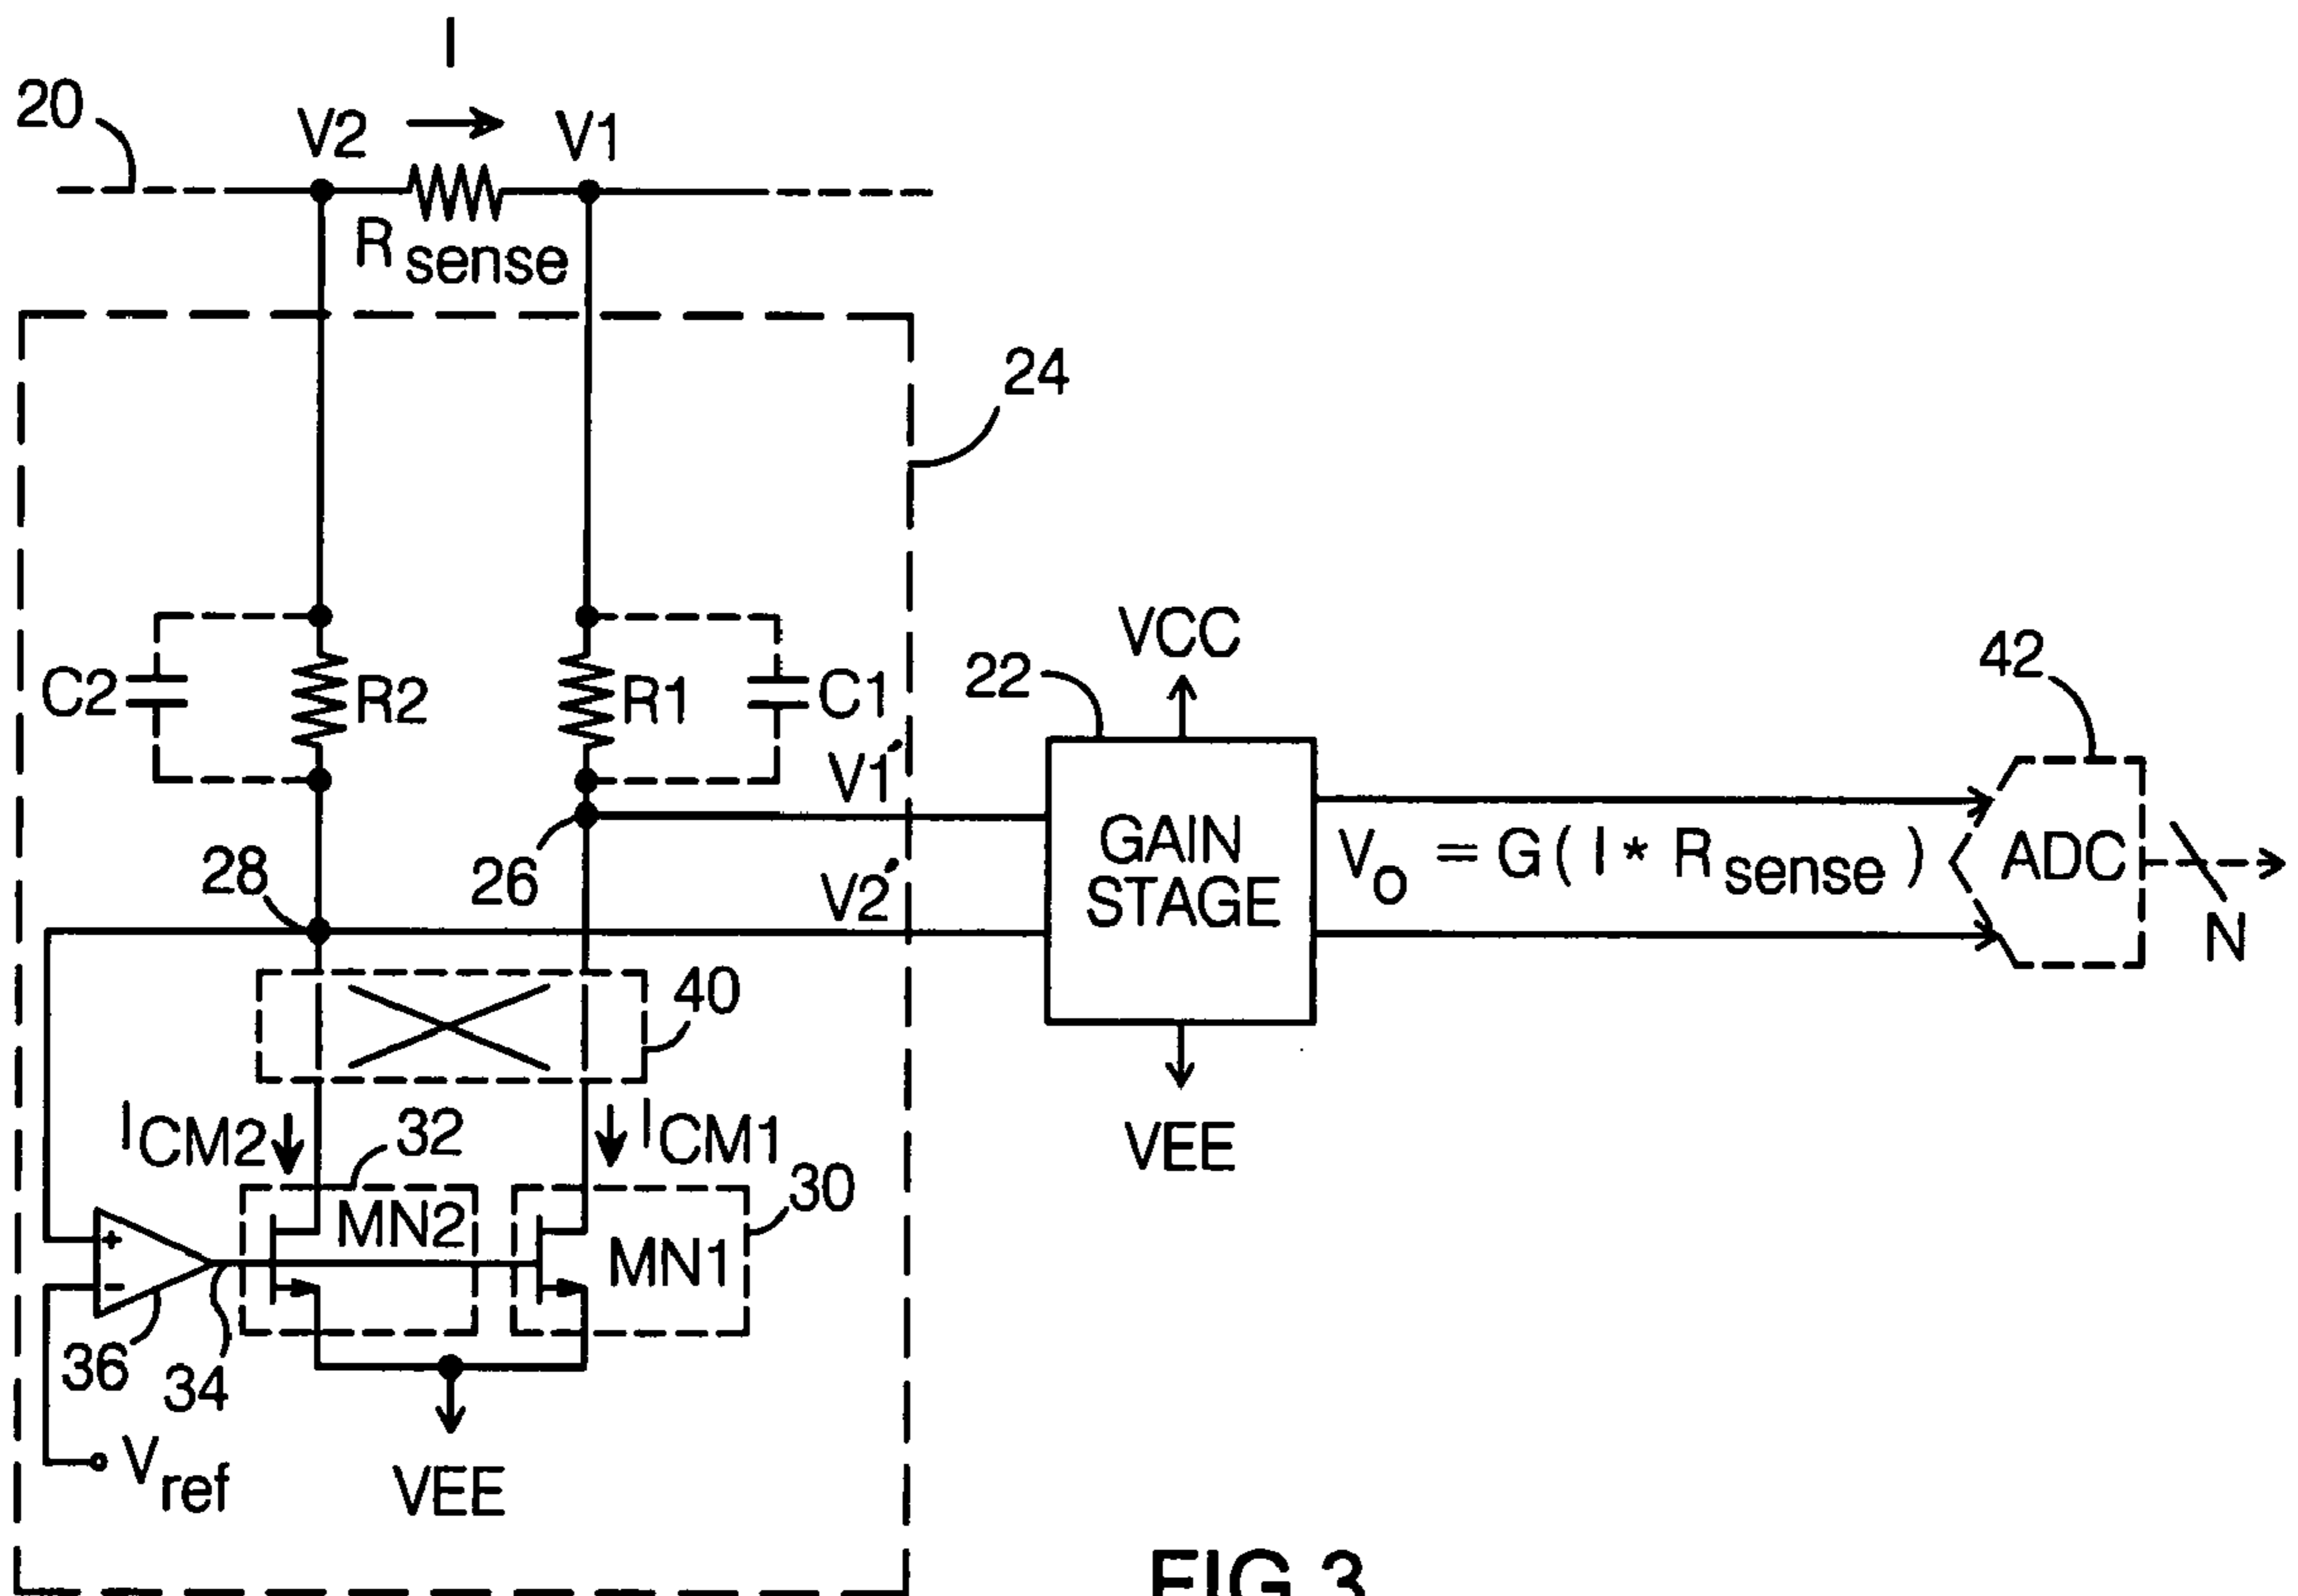 I
20
V2
V1
R sense
24
C2
R2
R1
C1
V1´
22
VCC
42
GAIN
STAGE
V2´
28
26
Vo = G ( I * R sense )
ADC
N
40
VEE
ICM2
32
ICM1
30
MN2
MN1
+
-
36
34
Vref
VEE
FIG.3